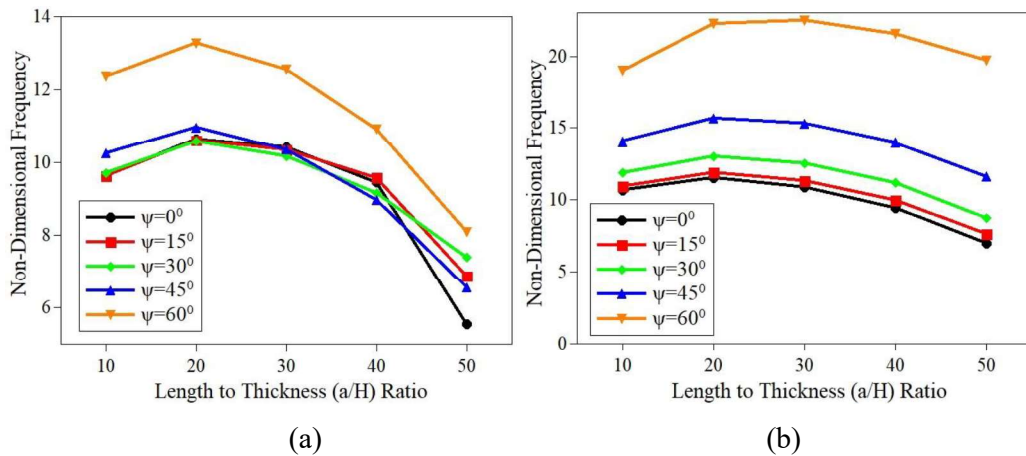 Non-Dimensional Frequency
14
12
10
8
6
ψ=0⁰
ψ=15⁰
ψ=30⁰
ψ=45⁰
ψ=60⁰
10 20 30 40 50
Length to Thickness (a/H) Ratio
(a)
Non-Dimensional Frequency
20
15
10
5
0
ψ=0⁰
ψ=15⁰
ψ=30⁰
ψ=45⁰
ψ=60⁰
10 20 30 40 50
Length to Thickness (a/H) Ratio
(b)